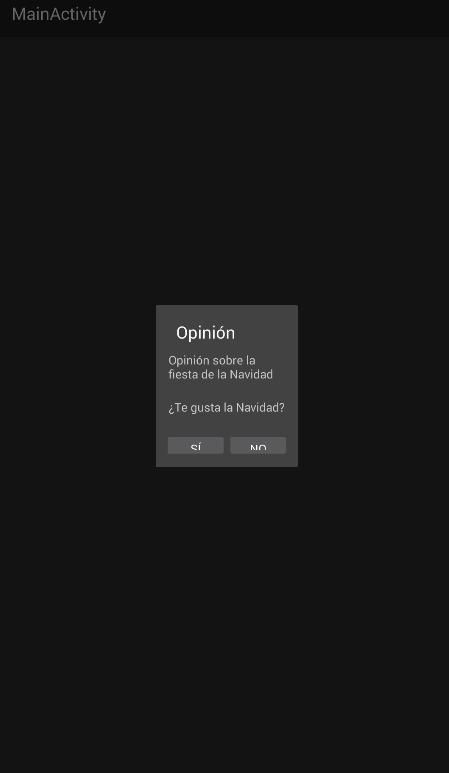 MainActivity
Opinión
Opinión sobre la
fiesta de la Navidad
¿Te gusta la Navidad?
SÍ
NO